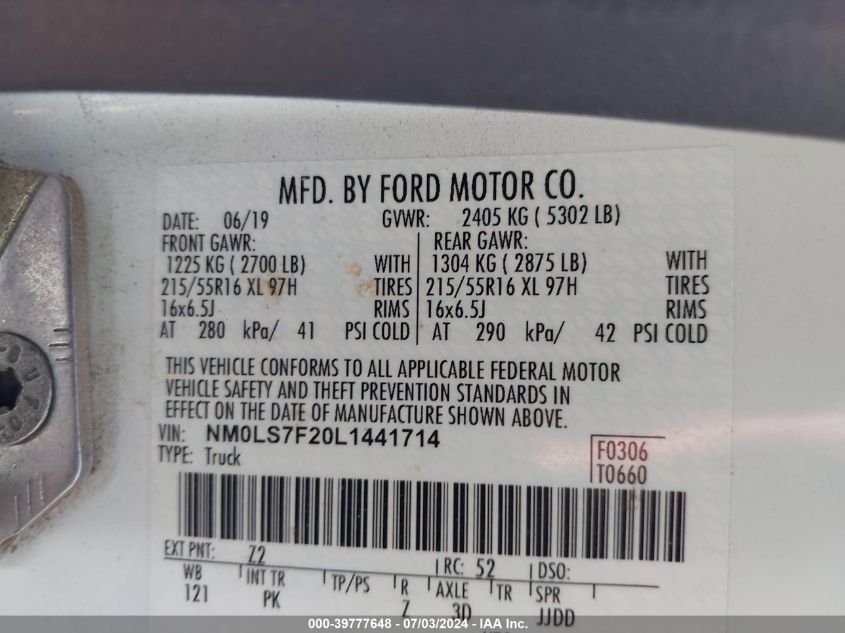 MFD. BY FORD MOTOR CO.
DATE: 06/19 GVWR: 2405 KG ( 5302 LB)
FRONT GAWR: REAR GAWR:
1225 KG ( 2700 LB) WITH 1304 KG ( 2875 LB) WITH
215/55R16 XL 97H TIRES 215/55R16 XL 97H TIRES
16x6.5J RIMS 16x6.5J RIMS
AT 280 kPa/ 41 PSI COLD AT 290 kPa/ 42 PSI COLD
THIS VEHICLE CONFORMS TO ALL APPLICABLE FEDERAL MOTOR
VEHICLE SAFETY AND THEFT PREVENTION STANDARDS IN
EFFECT ON THE DATE OF MANUFACTURE SHOWN ABOVE.
VIN: NM0LS7F20L1441714
TYPE: Truck
F0306
T0660
EXT PNT: Z2 RC: 52 DSO:
WB INT TR TP/PS R AXLE TR SPR
121 PK Z 3D JJDD
000-39777648 - 07/03/2024 - IAA Inc.